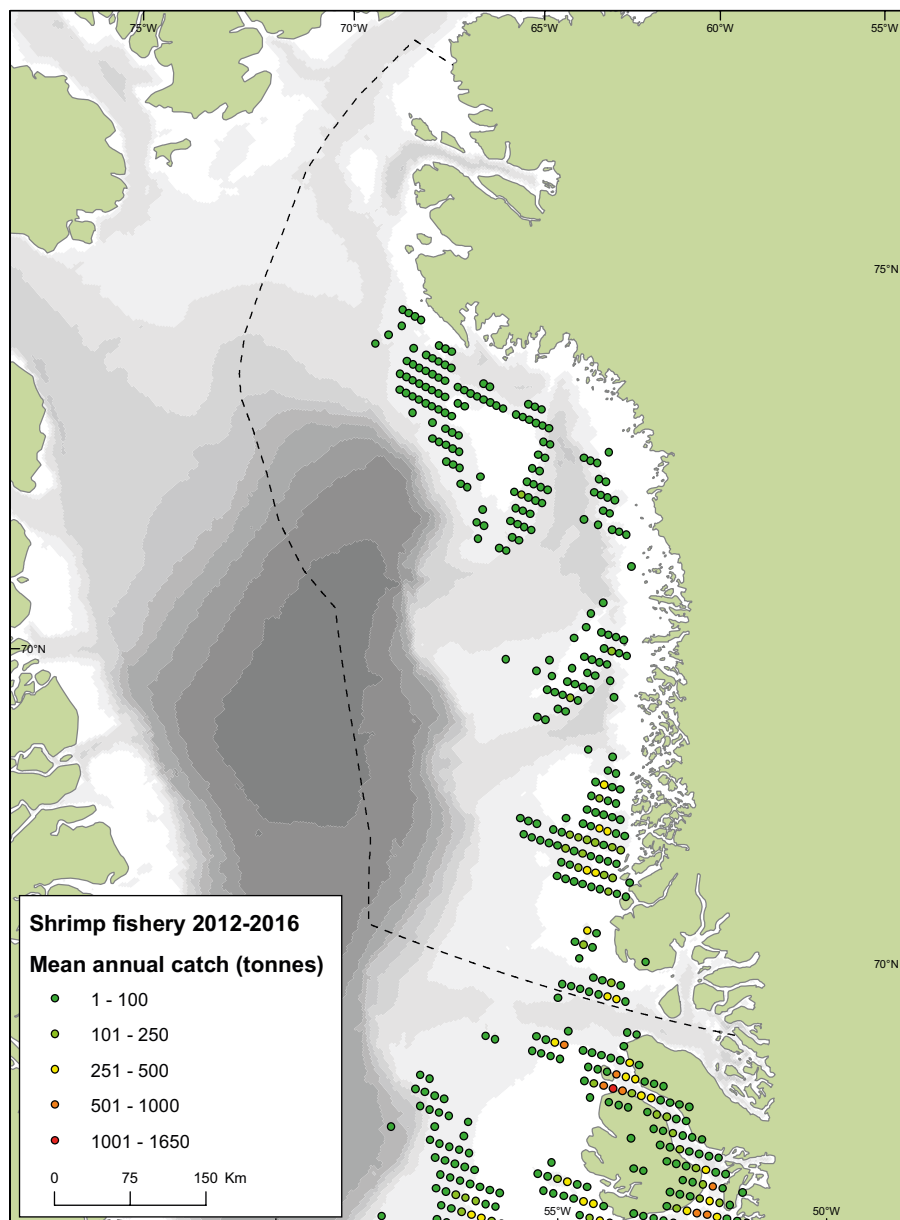 75°W 70°W 65°W 60°W 55°W
75°N
70°N
70°N
Shrimp fishery 2012-2016
Mean annual catch (tonnes)
1 - 100
101 - 250
251 - 500
501 - 1000
1001 - 1650
0 75 150 Km
55°W 50°W